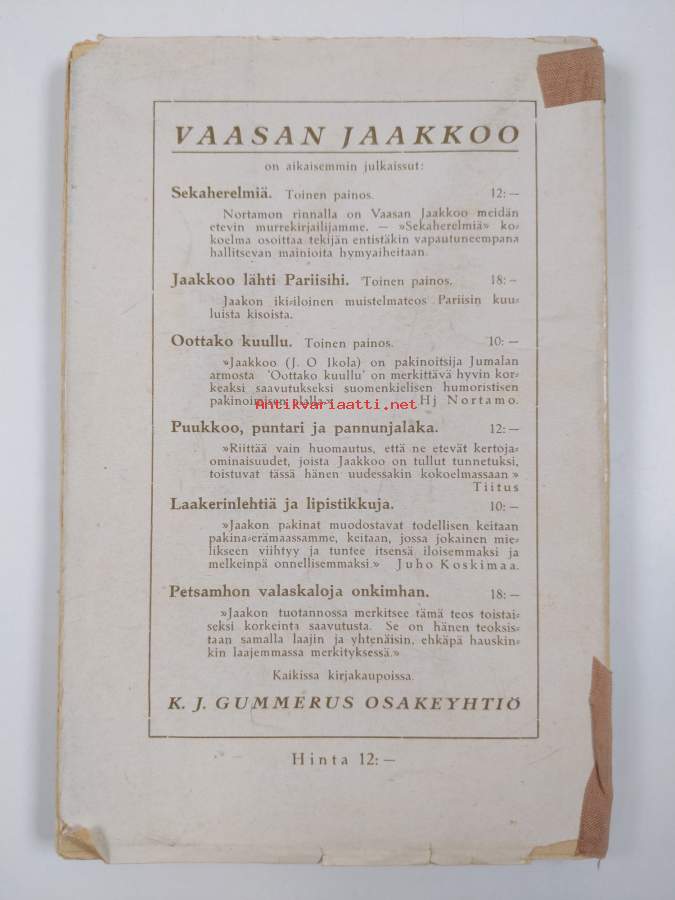 VAASAN JAAKKOO
on aikaisemmin julkaissut:
Sekaherelmiä. Toinen painos. 12:—
Nortamon rinnalla on Vaasan Jaakkoo meidän
etevin murrekirjailijamme. — »Sekaherelmiä» ko-
koelma osoittaa tekijän entistäkin vapautuneempana
hallitsevan mainioita hymyaiheitaan.
Jaakkoo lähti Pariisihi. Toinen painos. 18:—
Jaakon iki-iloinen muistelmateos Pariisin kuu-
luista kisoista.
Oottako kuullu. Toinen painos. 10:—
»Jaakkoo (J. O Ikola) on pakinoitsija Jumalan
armosta 'Oottako kuullu' on merkittävä hyvin kor-
keaksi saavutukseksi suomenkielisen humoristisen
pakinoimisen alalla.» Hj Nortamo.
Antikvariaatti.net
Puukkoo, puntari ja pannunjalaka. 12:—
»Riittää vain huomautus, että ne etevät kertoja-
ominaisuudet, joista Jaakkoo on tullut tunnetuksi,
toistuvat tässä hänen uudessakin kokoelmassaan»
Tiitus
Laakerinlehtiä ja lipistikkuja. 10:—
»Jaakon pakinat muodostavat todellisen keitaan
pakina-erämaassamme, keitaan, jossa jokainen mie-
likseen viihtyy ja tuntee itsensä iloisemmaksi ja
melkeinpä onnellisemmaksi.» Juho Koskimaa.
Petsamhon valaskaloja onkimhan. 18:—
»Jaakon tuotannossa merkitsee tämä teos toistai-
seksi korkeinta saavutusta. Se on hänen teoksis-
taan samalla laajin ja yhtenäisin, ehkäpä hauskin-
kin laajemmassa merkityksessä.»
Kaikissa kirjakaupoissa.
K. J. GUMMERUS OSAKEYHTIÖ
Hinta 12:—